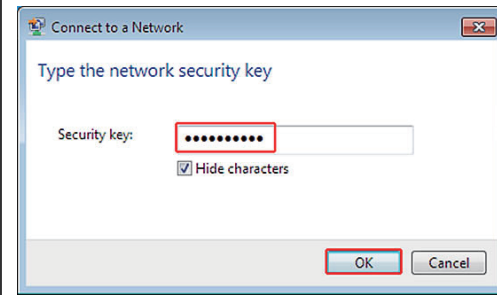 Connect to a Network
Type the network security key
Security key: ••••••••••
Hide characters
OK Cancel